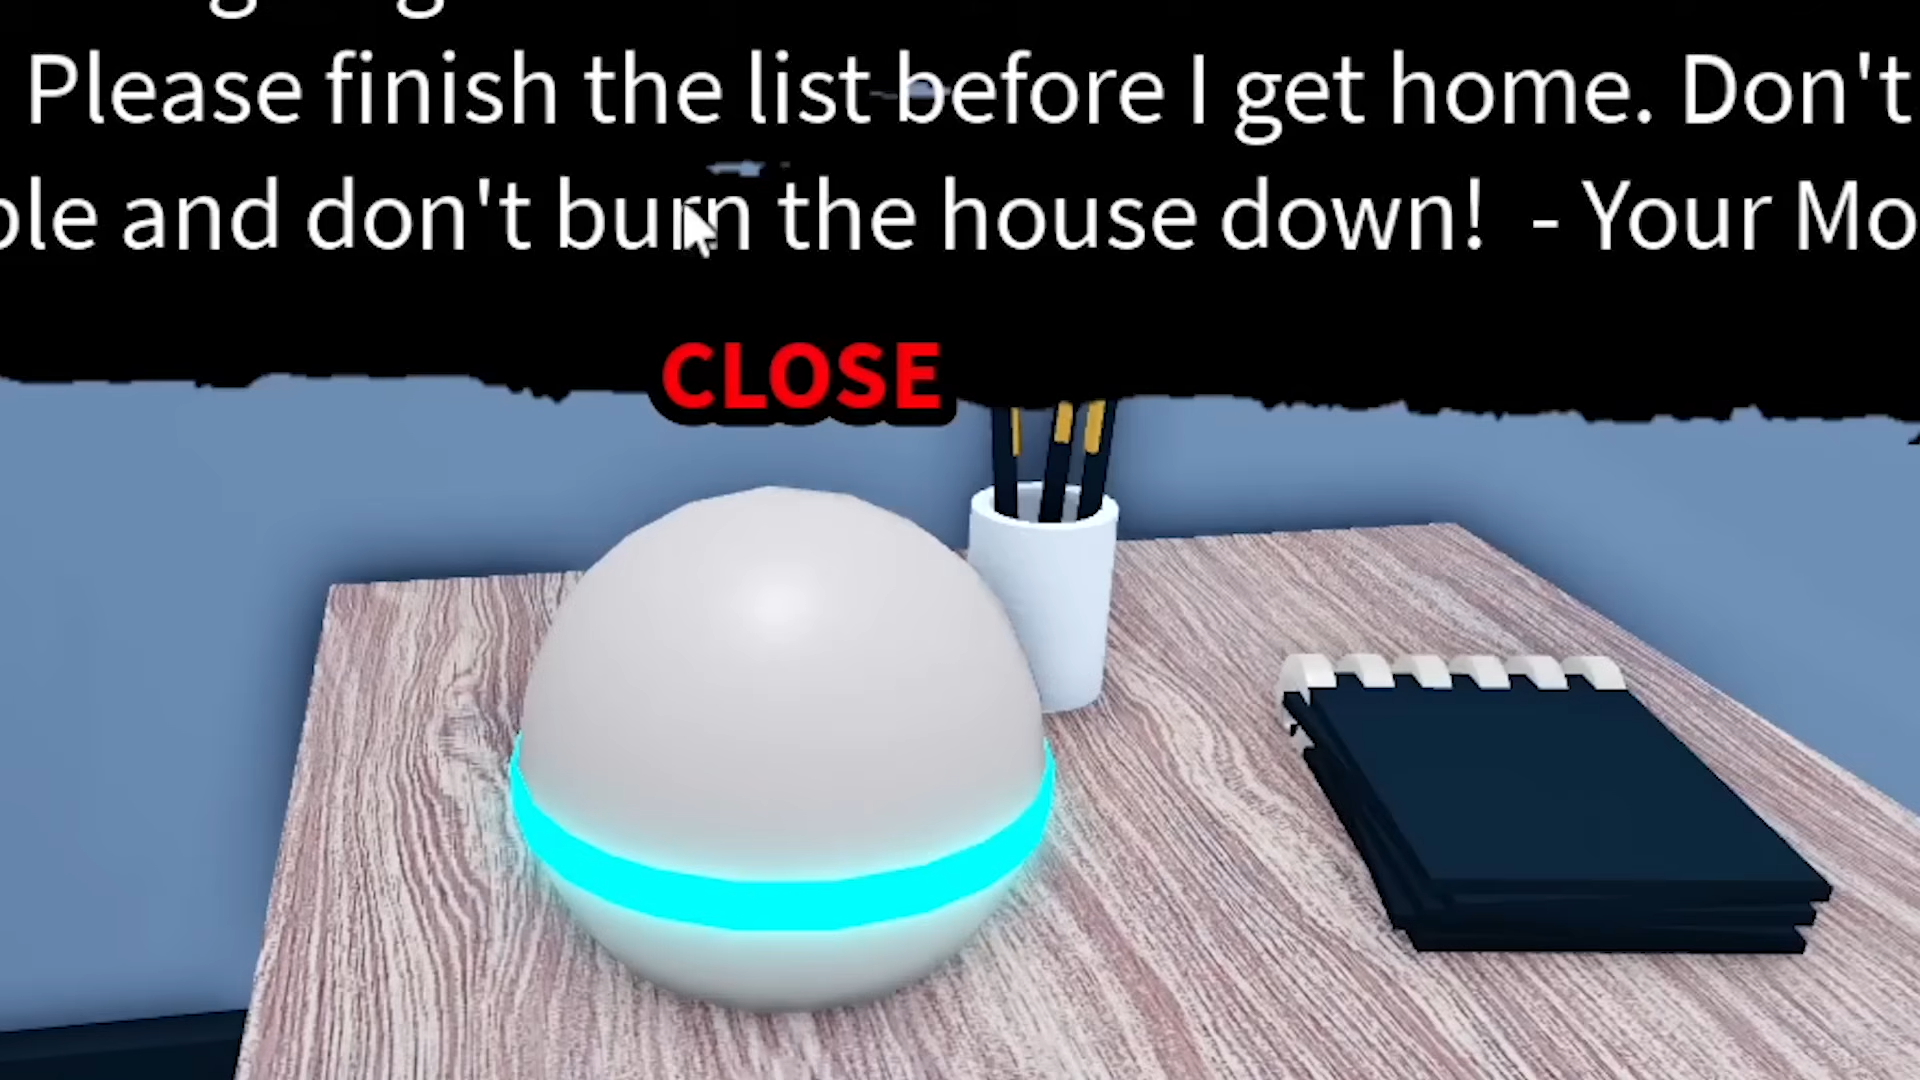 Please finish the list before I get home. Don't
and don't burn the house down! - Your
CLOSE